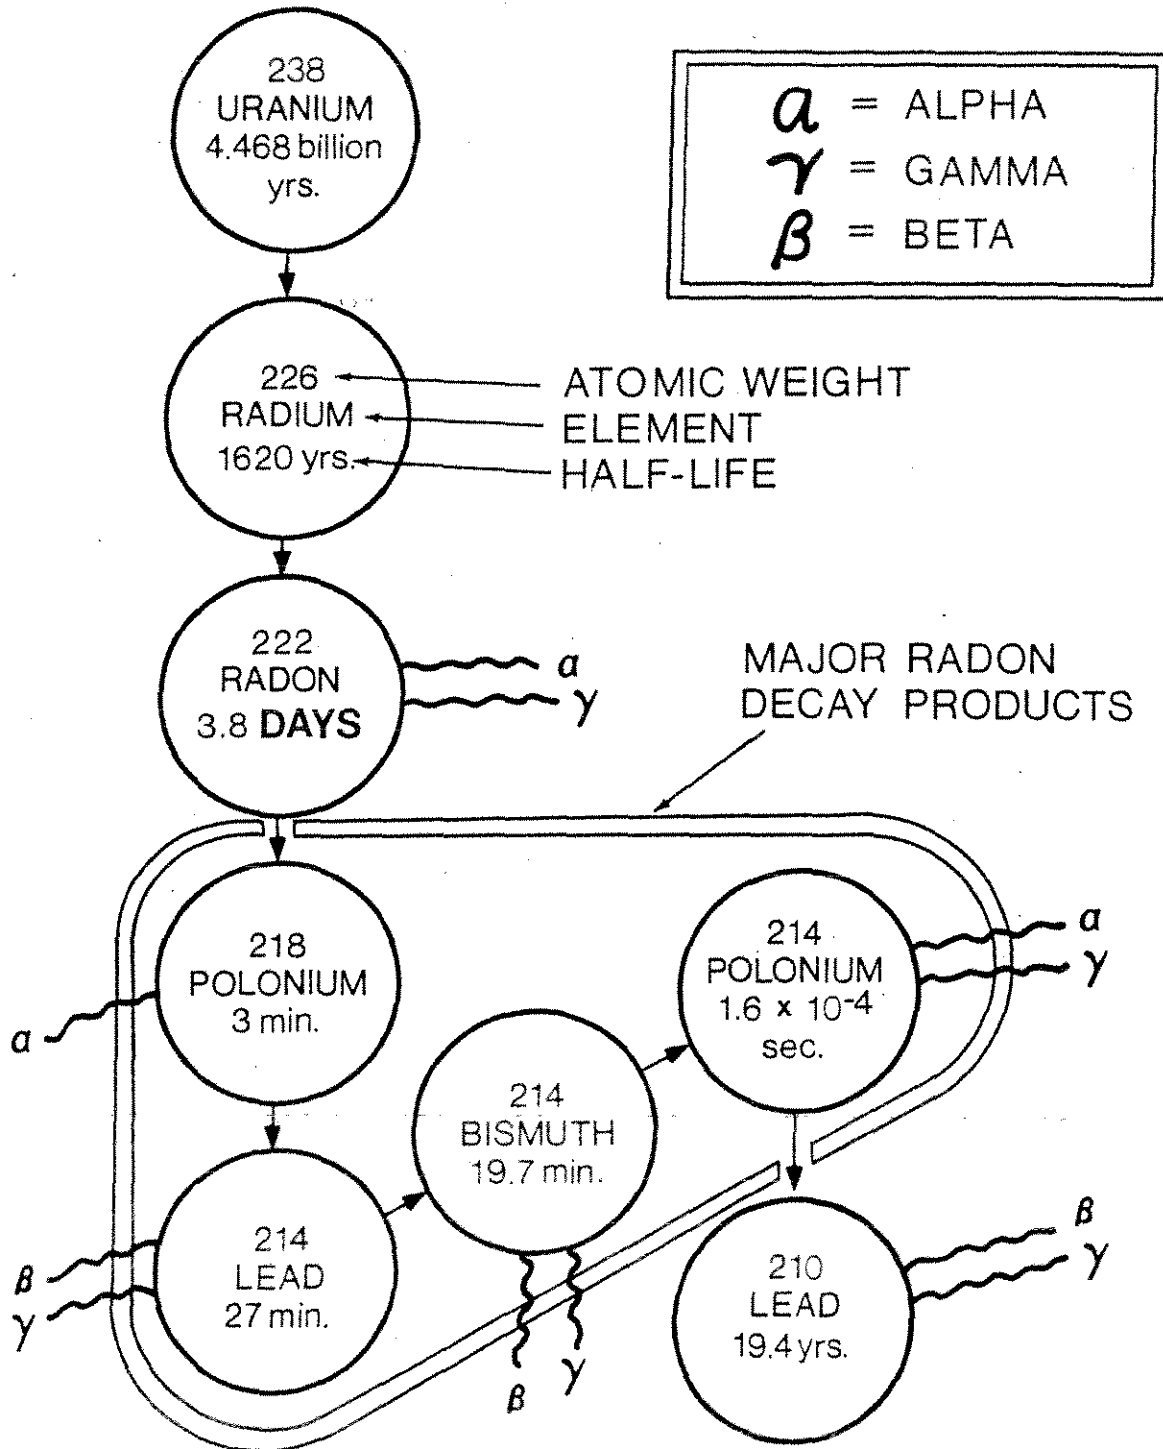 238
URANIUM
4.468 billion
yrs.
α = ALPHA
γ = GAMMA
β = BETA
226
RADIUM
1620 yrs.
ATOMIC WEIGHT
ELEMENT
HALF-LIFE
222
RADON
3.8 DAYS
α
γ
MAJOR RADON
DECAY PRODUCTS
218
POLONIUM
3 min.
α
214
POLONIUM
1.6 x 10⁻⁴
sec.
α
γ
214
BISMUTH
19.7 min.
β
γ
214
LEAD
27 min.
β
γ
210
LEAD
19.4 yrs.
β
γ